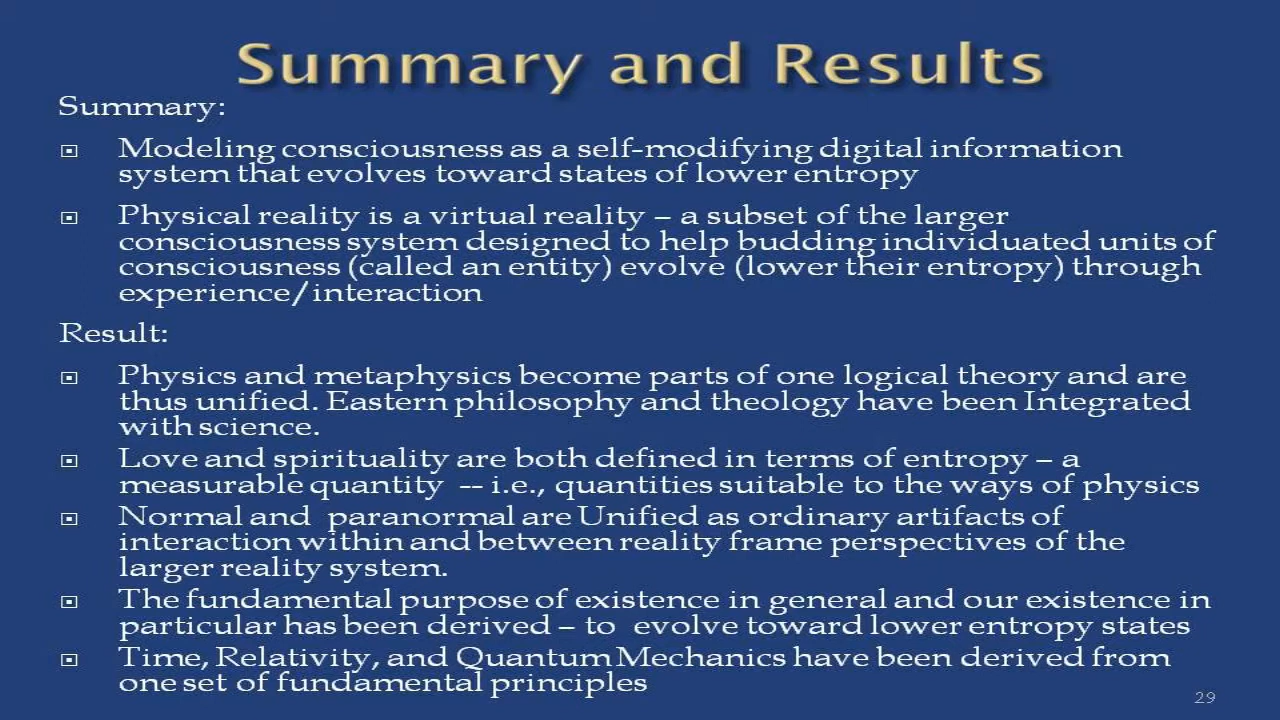 Summary and Results
Summary:
Modeling consciousness as a self-modifying digital information
system that evolves toward states of lower entropy
Physical reality is a virtual reality – a subset of the larger
consciousness system designed to help budding individuated units of
consciousness (called an entity) evolve (lower their entropy) through
experience/interaction
Result:
Physics and metaphysics become parts of one logical theory and are
thus unified. Eastern philosophy and theology have been Integrated
with science.
Love and spirituality are both defined in terms of entropy – a
measurable quantity -- i.e., quantities suitable to the ways of physics
Normal and paranormal are Unified as ordinary artifacts of
interaction within and between reality frame perspectives of the
larger reality system.
The fundamental purpose of existence in general and our existence in
particular has been derived – to evolve toward lower entropy states
Time, Relativity, and Quantum Mechanics have been derived from
one set of fundamental principles
29